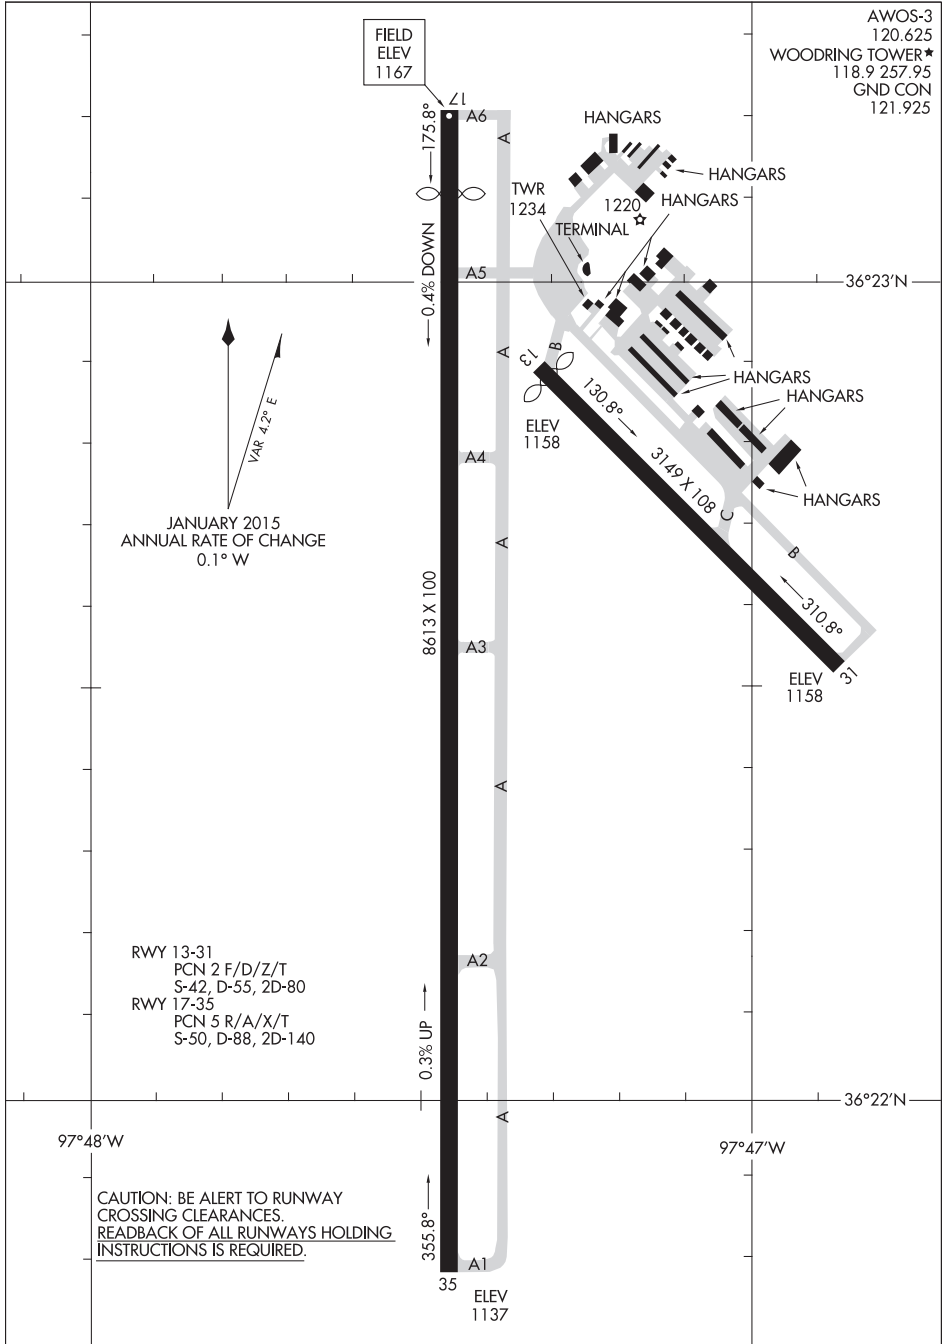 AWOS-3
120.625
WOODRING TOWER★
118.9 257.95
GND CON
121.925
FIELD
ELEV
1167
17
A6
175.8°
A
HANGARS
HANGARS
TWR
1234
1220
HANGARS
TERMINAL
0.4% DOWN
A5
36°23'N
A
B
13
VAR 4.2° E
HANGARS
HANGARS
130.8°
ELEV
1158
A4
3149 X 108
HANGARS
C
JANUARY 2015
ANNUAL RATE OF CHANGE
0.1° W
A
B
8613 X 100
310.8°
A3
31
ELEV
1158
A
RWY 13-31
PCN 2 F/D/Z/T
S-42, D-55, 2D-80
RWY 17-35
PCN 5 R/A/X/T
S-50, D-88, 2D-140
A2
0.3% UP
36°22'N
A
97°48'W
97°47'W
CAUTION: BE ALERT TO RUNWAY
CROSSING CLEARANCES.
READBACK OF ALL RUNWAYS HOLDING
INSTRUCTIONS IS REQUIRED.
355.8°
A1
35
ELEV
1137